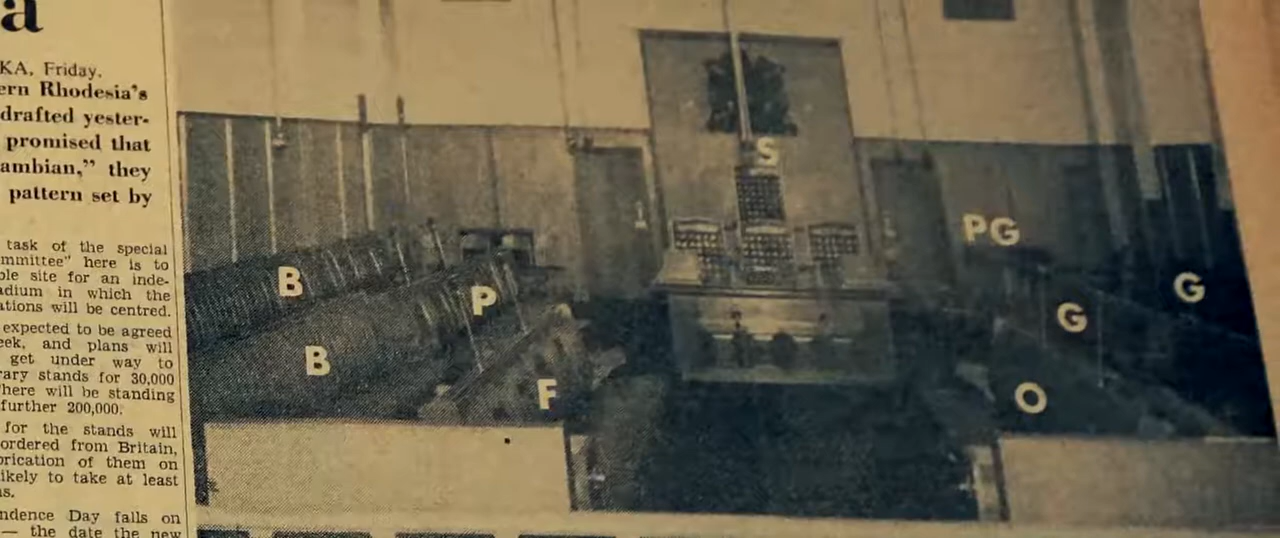 a
KA, Friday.
ern Rhodesia's
drafted yester-
promised that
ambian,” they
pattern set by
task of the special
mmittee” here is to
ble site for an inde-
adium in which the
ations will be centred.
expected to be agreed
eek, and plans will
get under way to
rary stands for 30,000
here will be standing
further 200,000.
for the stands will
ordered from Britain,
brication of them on
ikely to take at least
ns.
ndence Day falls on
— the date the new
S
PG
B
P
G
G
B
F
O